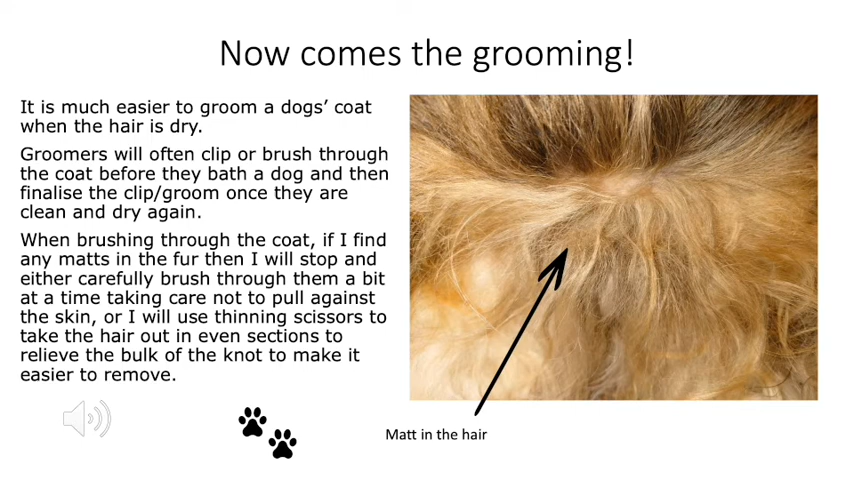 Now comes the grooming!
It is much easier to groom a dogs’ coat
when the hair is dry.
Groomers will often clip or brush through
the coat before they bath a dog and then
finalise the clip/groom once they are
clean and dry again.
When brushing through the coat, if I find
any matts in the fur then I will stop and
either carefully brush through them a bit
at a time taking care not to pull against
the skin, or I will use thinning scissors to
take the hair out in even sections to
relieve the bulk of the knot to make it
easier to remove.
Matt in the hair